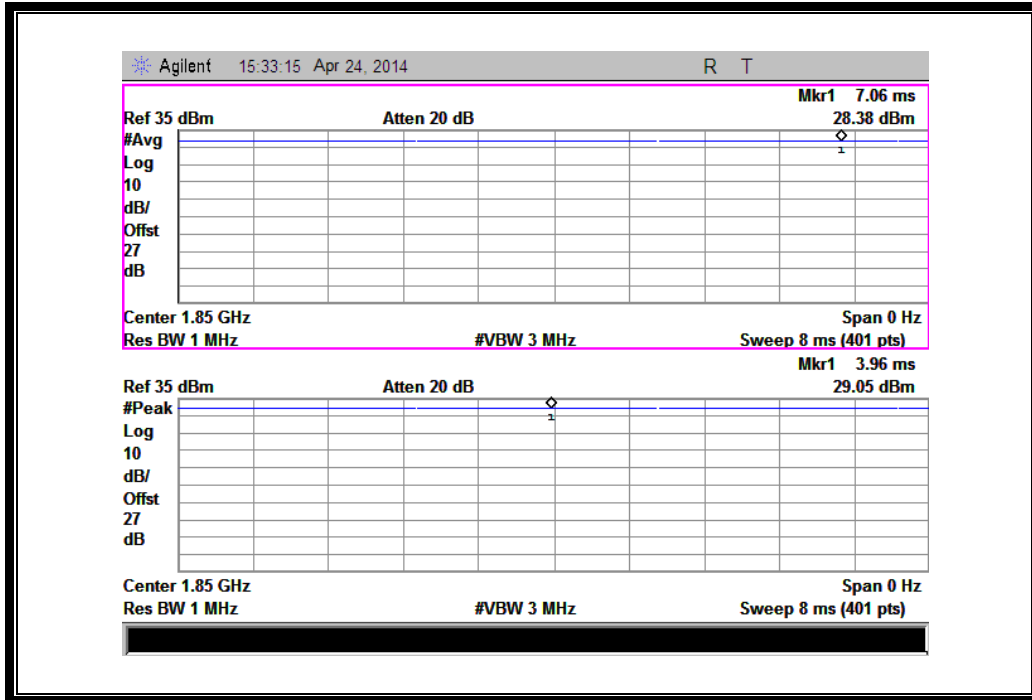 Agilent 15:33:15 Apr 24, 2014 R T
Mkr1 7.06 ms
Ref 35 dBm Atten 20 dB 28.38 dBm
#Avg
1
Log
10
dB/
Offst
27
dB
Center 1.85 GHz Span 0 Hz
Res BW 1 MHz #VBW 3 MHz Sweep 8 ms (401 pts)
Mkr1 3.96 ms
Ref 35 dBm Atten 20 dB 29.05 dBm
#Peak
1
Log
10
dB/
Offst
27
dB
Center 1.85 GHz Span 0 Hz
Res BW 1 MHz #VBW 3 MHz Sweep 8 ms (401 pts)